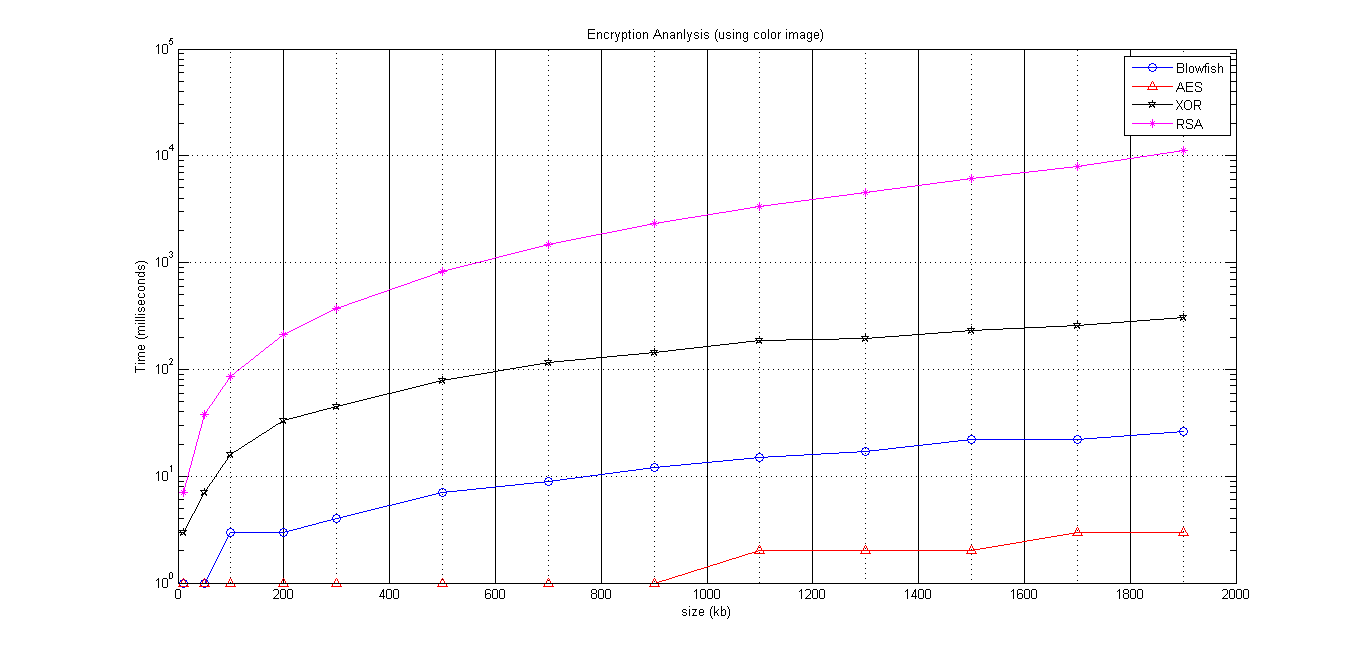 Encryption Ananlysis (using color image)
Blowfish
AES
XOR
RSA
Time (milliseconds)
10^5
10^4
10^3
10^2
10^1
10^0
0 200 400 600 800 1000 1200 1400 1600 1800 2000
size (kb)